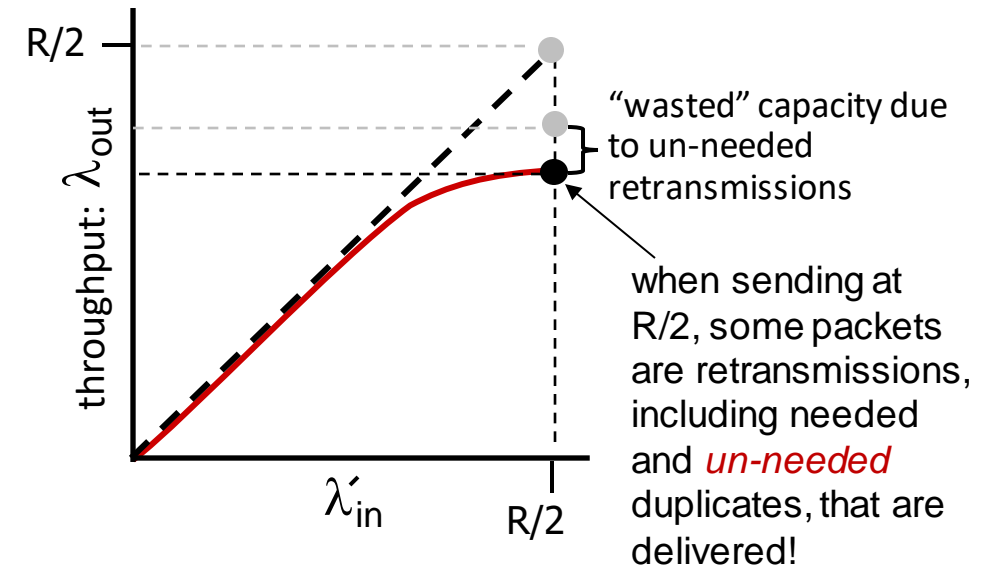 R/2
throughput: λout
“wasted” capacity due
to un-needed
retransmissions
when sending at
R/2, some packets
are retransmissions,
including needed
and un-needed
duplicates, that are
delivered!
λ′in
R/2